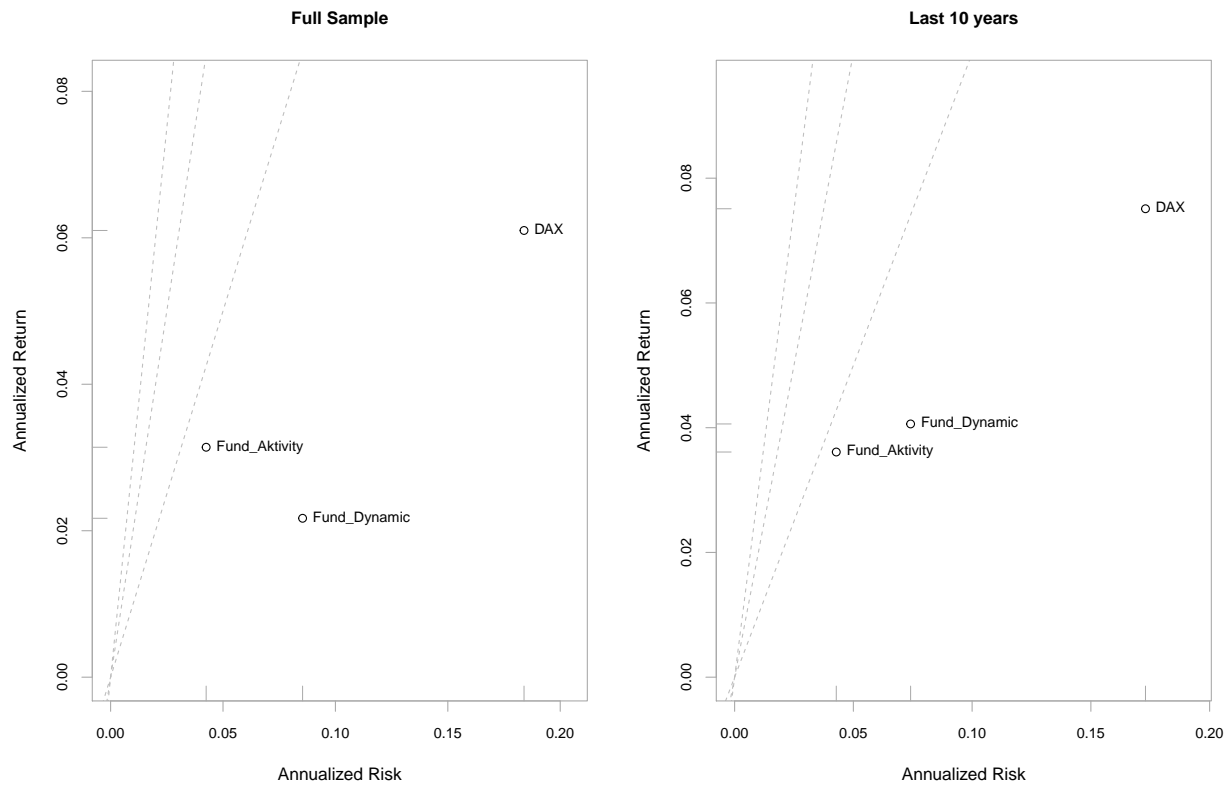 Full Sample
Annualized Return
0.08
0.06
0.04
0.02
0.00
DAX
Fund_Aktivity
Fund_Dynamic
0.00 0.05 0.10 0.15 0.20
Annualized Risk
Last 10 years
Annualized Return
0.08
0.06
0.04
0.02
0.00
DAX
Fund_Dynamic
Fund_Aktivity
0.00 0.05 0.10 0.15 0.20
Annualized Risk